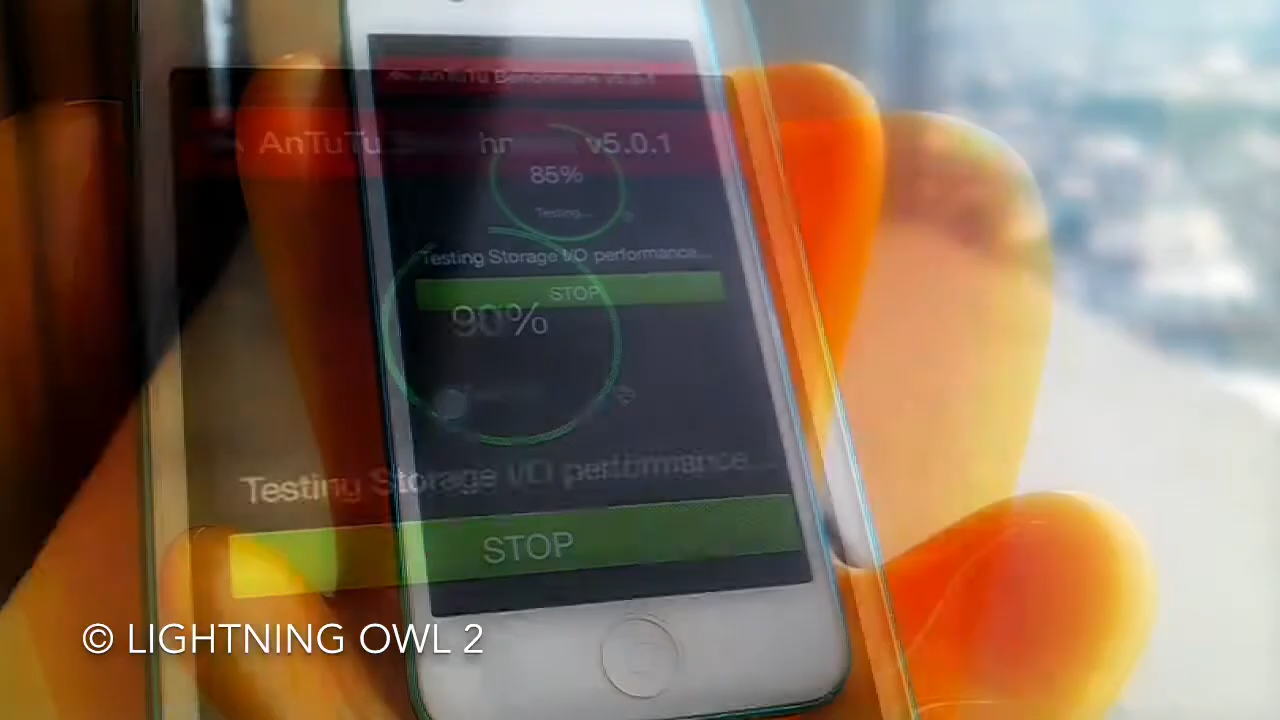 AnTuTu Benchmark v5.0.1
AnTuTu v5.0.1
85%
Testing...
Testing Storage I/O performance...
STOP
90%
Testing Storage I/O performance...
STOP
© LIGHTNING OWL 2